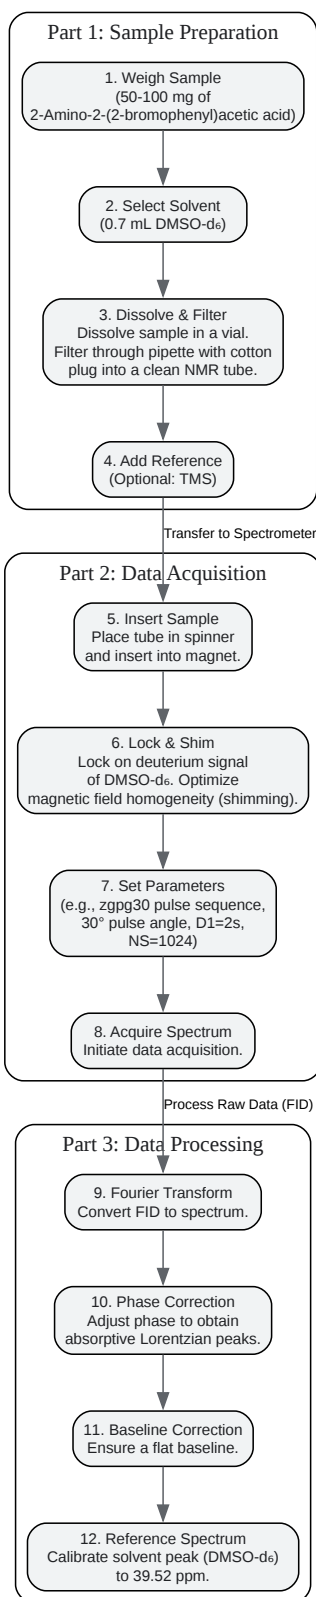 Part 1: Sample Preparation
1. Weigh Sample
(50-100 mg of
2-Amino-2-(2-bromophenyl)acetic acid)
2. Select Solvent
(0.7 mL DMSO-d₆)
3. Dissolve & Filter
Dissolve sample in a vial.
Filter through pipette with cotton
plug into a clean NMR tube.
4. Add Reference
(Optional: TMS)
Transfer to Spectrometer
Part 2: Data Acquisition
5. Insert Sample
Place tube in spinner
and insert into magnet.
6. Lock & Shim
Lock on deuterium signal
of DMSO-d₆. Optimize
magnetic field homogeneity (shimming).
7. Set Parameters
(e.g., zgpg30 pulse sequence,
30° pulse angle, D1=2s,
NS=1024)
8. Acquire Spectrum
Initiate data acquisition.
Process Raw Data (FID)
Part 3: Data Processing
9. Fourier Transform
Convert FID to spectrum.
10. Phase Correction
Adjust phase to obtain
absorptive Lorentzian peaks.
11. Baseline Correction
Ensure a flat baseline.
12. Reference Spectrum
Calibrate solvent peak (DMSO-d₆)
to 39.52 ppm.